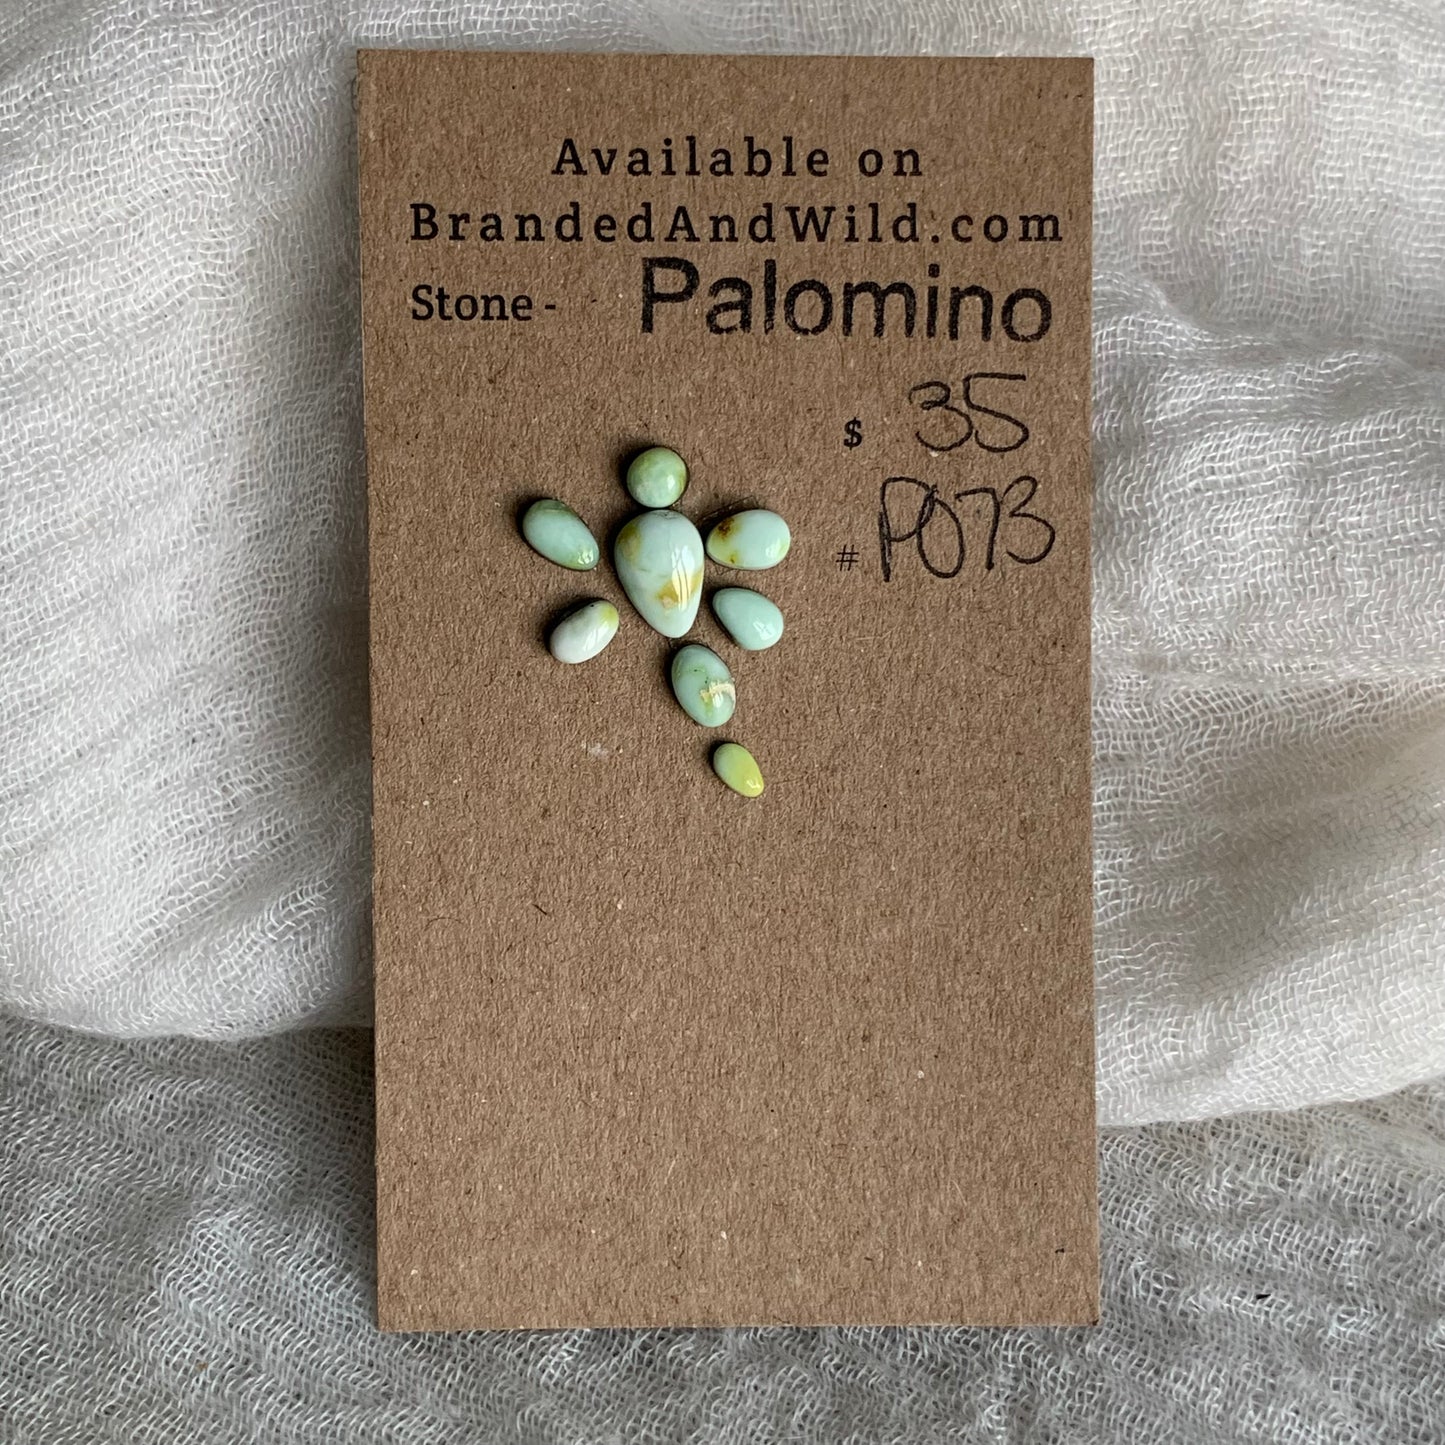 Available on
BrandedAndWild.com
Stone - Palomino
$ 35
# P073